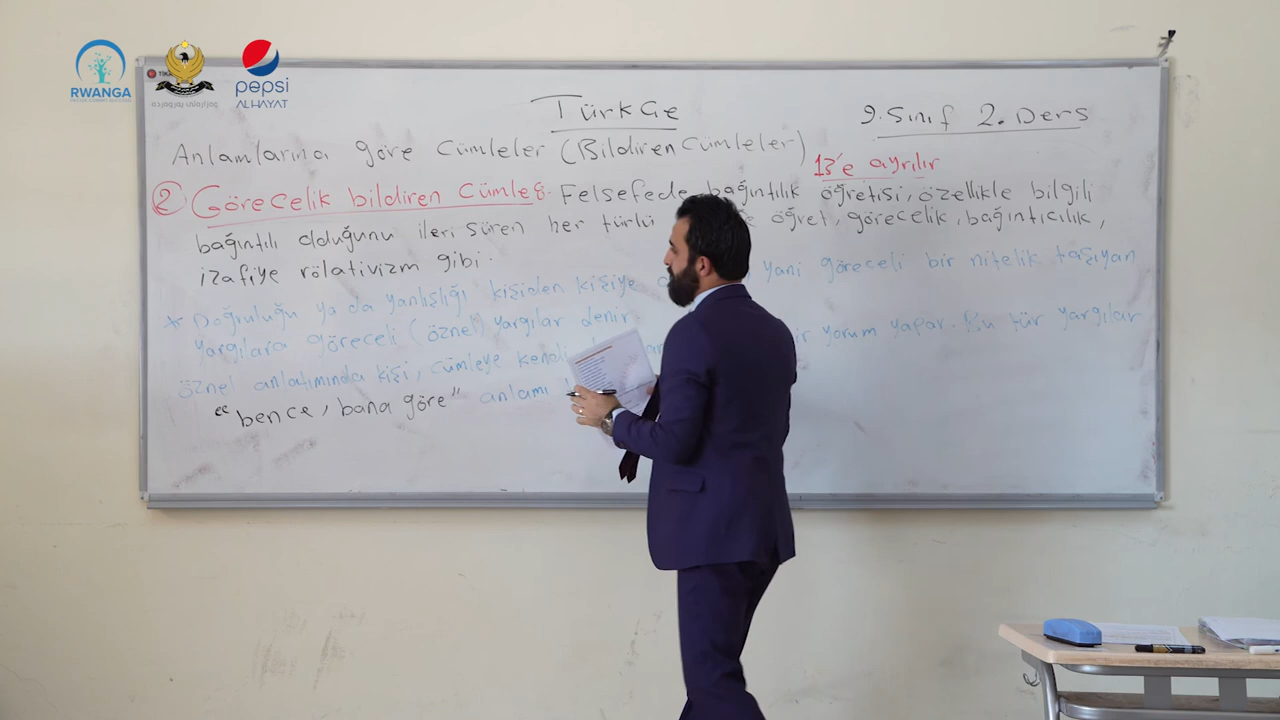 RWANGA
pepsi
ALHAYAT
TürkÇe
9. Sınıf 2. Ders
Anlamlarına göre Cümleler (Bildiren Cümleler)
13'e ayrılır
② Görecelik bildiren Cümleş. Felsefede bağıntılık öğretisi, özellikle bilgili
bağıntılı olduğunu ileri süren her türlü öğret, görecelik, bağıntıcılık,
izafiye rölativizm gibi.
* Doğruluğu ya da yanlışlığı kişiden kişiye yani göreceli bir nitelik taşıyan
yargılara göreceli (öznel) yargılar denir.
öznel anlatımında kişi, cümleye kendi yorum yapar. Bu tür yargılar
"bence, bana göre" anlamı